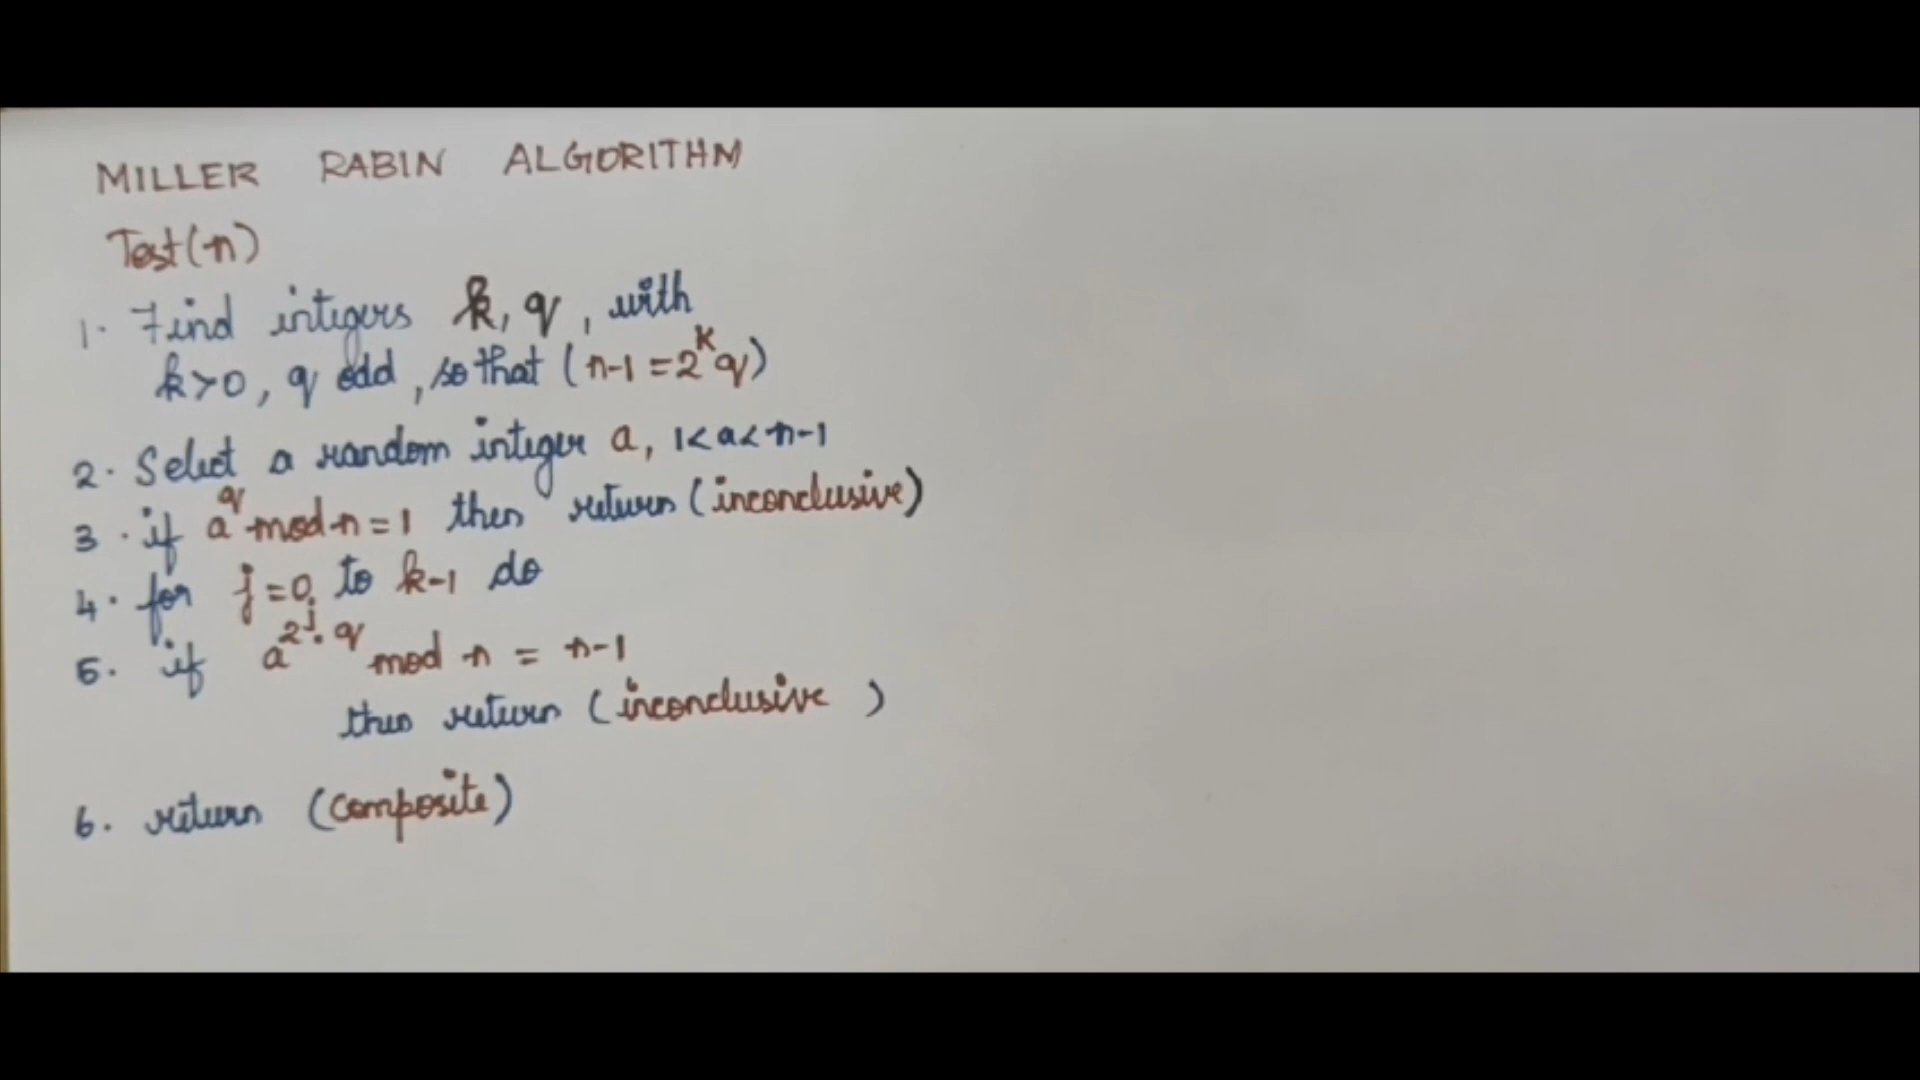 MILLER RABIN ALGORITHM
Test(n)
1. Find integers k, q, with
k>0, q odd, so that (n-1=2^k q)
2. Select a random integer a, 1<a<n-1
3. if a^q mod n=1 then return (inconclusive)
4. for j=0 to k-1 do
5. if a^{2^j.q} mod n = n-1
then return (inconclusive)
6. return (composite)